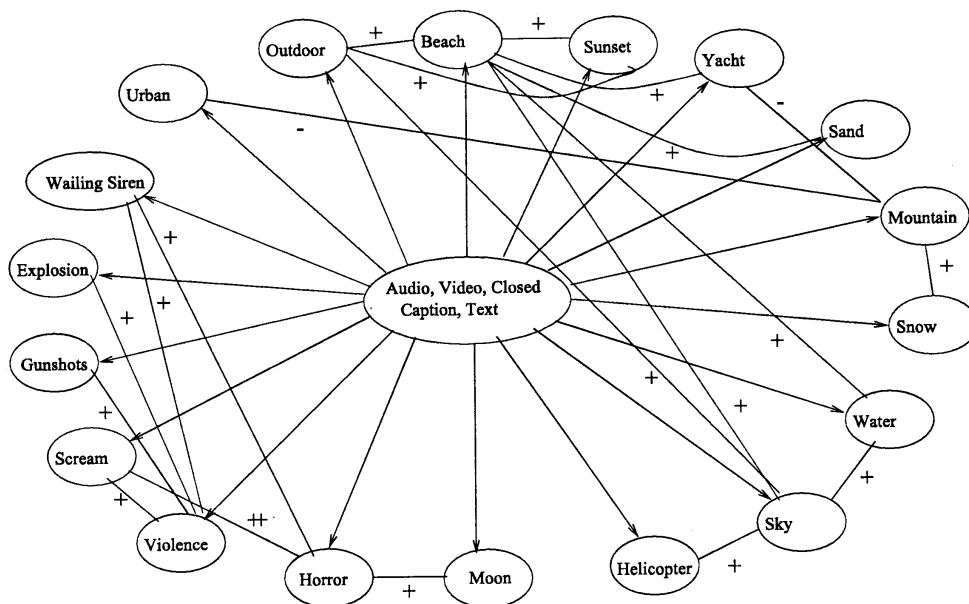 Outdoor
+
Beach
+
Sunset
Yacht
Urban
+
+
-
Sand
-
+
Wailing Siren
+
Mountain
Explosion
+
Audio, Video, Closed
Caption, Text
+
+
Snow
Gunshots
+
+
+
+
Water
Scream
+
++
+
Violence
Sky
Horror
+
Moon
Helicopter
+